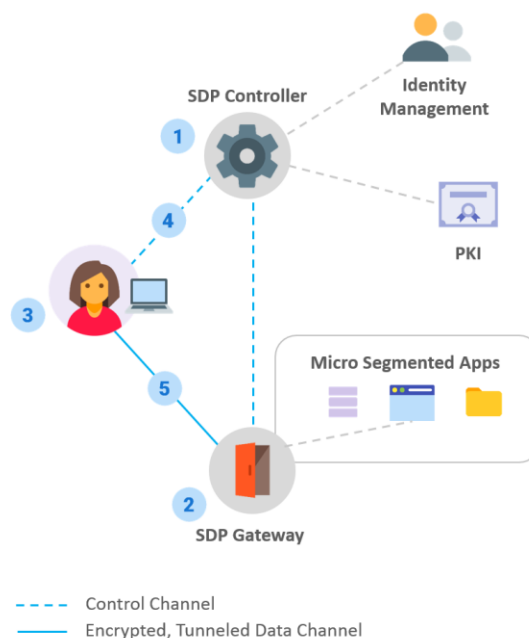 Identity
Management
SDP Controller
1
4
PKI
3
Micro Segmented Apps
5
2
SDP Gateway
Control Channel
Encrypted, Tunneled Data Channel